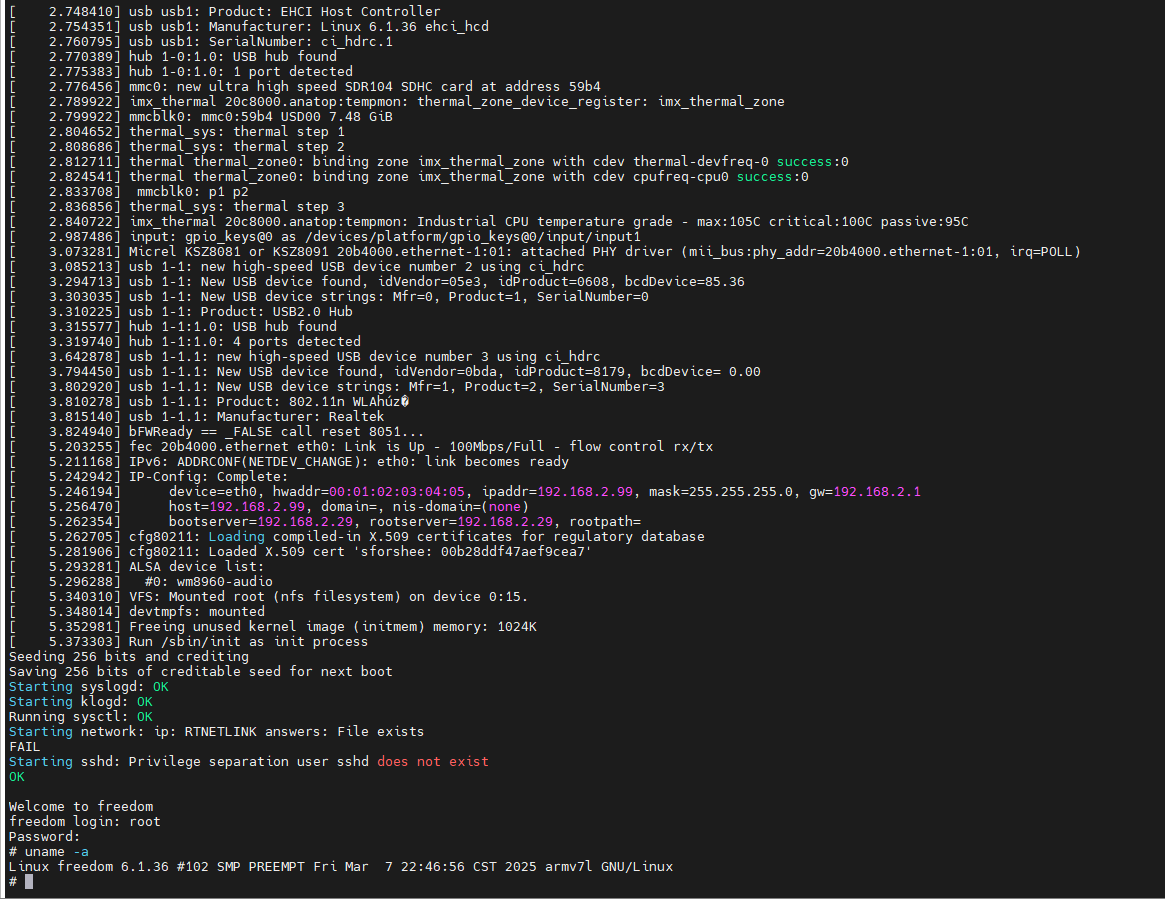 [    2.748410] usb usb1: Product: EHCI Host Controller
[    2.754351] usb usb1: Manufacturer: Linux 6.1.36 ehci_hcd
[    2.760795] usb usb1: SerialNumber: ci_hdrc.1
[    2.770389] hub 1-0:1.0: USB hub found
[    2.775383] hub 1-0:1.0: 1 port detected
[    2.776456] mmc0: new ultra high speed SDR104 SDHC card at address 59b4
[    2.789922] imx_thermal 20c8000.anatop:tempmon: thermal_zone_device_register: imx_thermal_zone
[    2.799922] mmcblk0: mmc0:59b4 USD00 7.48 GiB
[    2.804652] thermal_sys: thermal step 1
[    2.808686] thermal_sys: thermal step 2
[    2.812711] thermal thermal_zone0: binding zone imx_thermal_zone with cdev thermal-devfreq-0 success:0
[    2.824541] thermal thermal_zone0: binding zone imx_thermal_zone with cdev cpufreq-cpu0 success:0
[    2.833708]  mmcblk0: p1 p2
[    2.836856] thermal_sys: thermal step 3
[    2.840722] imx_thermal 20c8000.anatop:tempmon: Industrial CPU temperature grade - max:105C critical:100C passive:95C
[    2.987486] input: gpio_keys@0 as /devices/platform/gpio_keys@0/input/input1
[    3.073281] Micrel KSZ8081 or KSZ8091 20b4000.ethernet-1:01: attached PHY driver (mii_bus:phy_addr=20b4000.ethernet-1:01, irq=POLL)
[    3.085213] usb 1-1: new high-speed USB device number 2 using ci_hdrc
[    3.294713] usb 1-1: New USB device found, idVendor=05e3, idProduct=0608, bcdDevice=85.36
[    3.303035] usb 1-1: New USB device strings: Mfr=0, Product=1, SerialNumber=0
[    3.310225] usb 1-1: Product: USB2.0 Hub
[    3.315577] hub 1-1:1.0: USB hub found
[    3.319740] hub 1-1:1.0: 4 ports detected
[    3.642878] usb 1-1.1: new high-speed USB device number 3 using ci_hdrc
[    3.794450] usb 1-1.1: New USB device found, idVendor=0bda, idProduct=8179, bcdDevice= 0.00
[    3.802920] usb 1-1.1: New USB device strings: Mfr=1, Product=2, SerialNumber=3
[    3.810278] usb 1-1.1: Product: 802.11n WLAhúz�
[    3.815140] usb 1-1.1: Manufacturer: Realtek
[    3.824940] bFWReady == _FALSE call reset 8051...
[    5.203255] fec 20b4000.ethernet eth0: Link is Up - 100Mbps/Full - flow control rx/tx
[    5.211168] IPv6: ADDRCONF(NETDEV_CHANGE): eth0: link becomes ready
[    5.242942] IP-Config: Complete:
[    5.246194]      device=eth0, hwaddr=00:01:02:03:04:05, ipaddr=192.168.2.99, mask=255.255.255.0, gw=192.168.2.1
[    5.256470]      host=192.168.2.99, domain=, nis-domain=(none)
[    5.262354]      bootserver=192.168.2.29, rootserver=192.168.2.29, rootpath=
[    5.262705] cfg80211: Loading compiled-in X.509 certificates for regulatory database
[    5.281906] cfg80211: Loaded X.509 cert 'sforshee: 00b28ddf47aef9cea7'
[    5.293281] ALSA device list:
[    5.296288]   #0: wm8960-audio
[    5.340310] VFS: Mounted root (nfs filesystem) on device 0:15.
[    5.348014] devtmpfs: mounted
[    5.352981] Freeing unused kernel image (initmem) memory: 1024K
[    5.373303] Run /sbin/init as init process
Seeding 256 bits and crediting
Saving 256 bits of creditable seed for next boot
Starting syslogd: OK
Starting klogd: OK
Running sysctl: OK
Starting network: ip: RTNETLINK answers: File exists
FAIL
Starting sshd: Privilege separation user sshd does not exist
OK

Welcome to freedom
freedom login: root
Password:
# uname -a
Linux freedom 6.1.36 #102 SMP PREEMPT Fri Mar  7 22:46:56 CST 2025 armv7l GNU/Linux
#